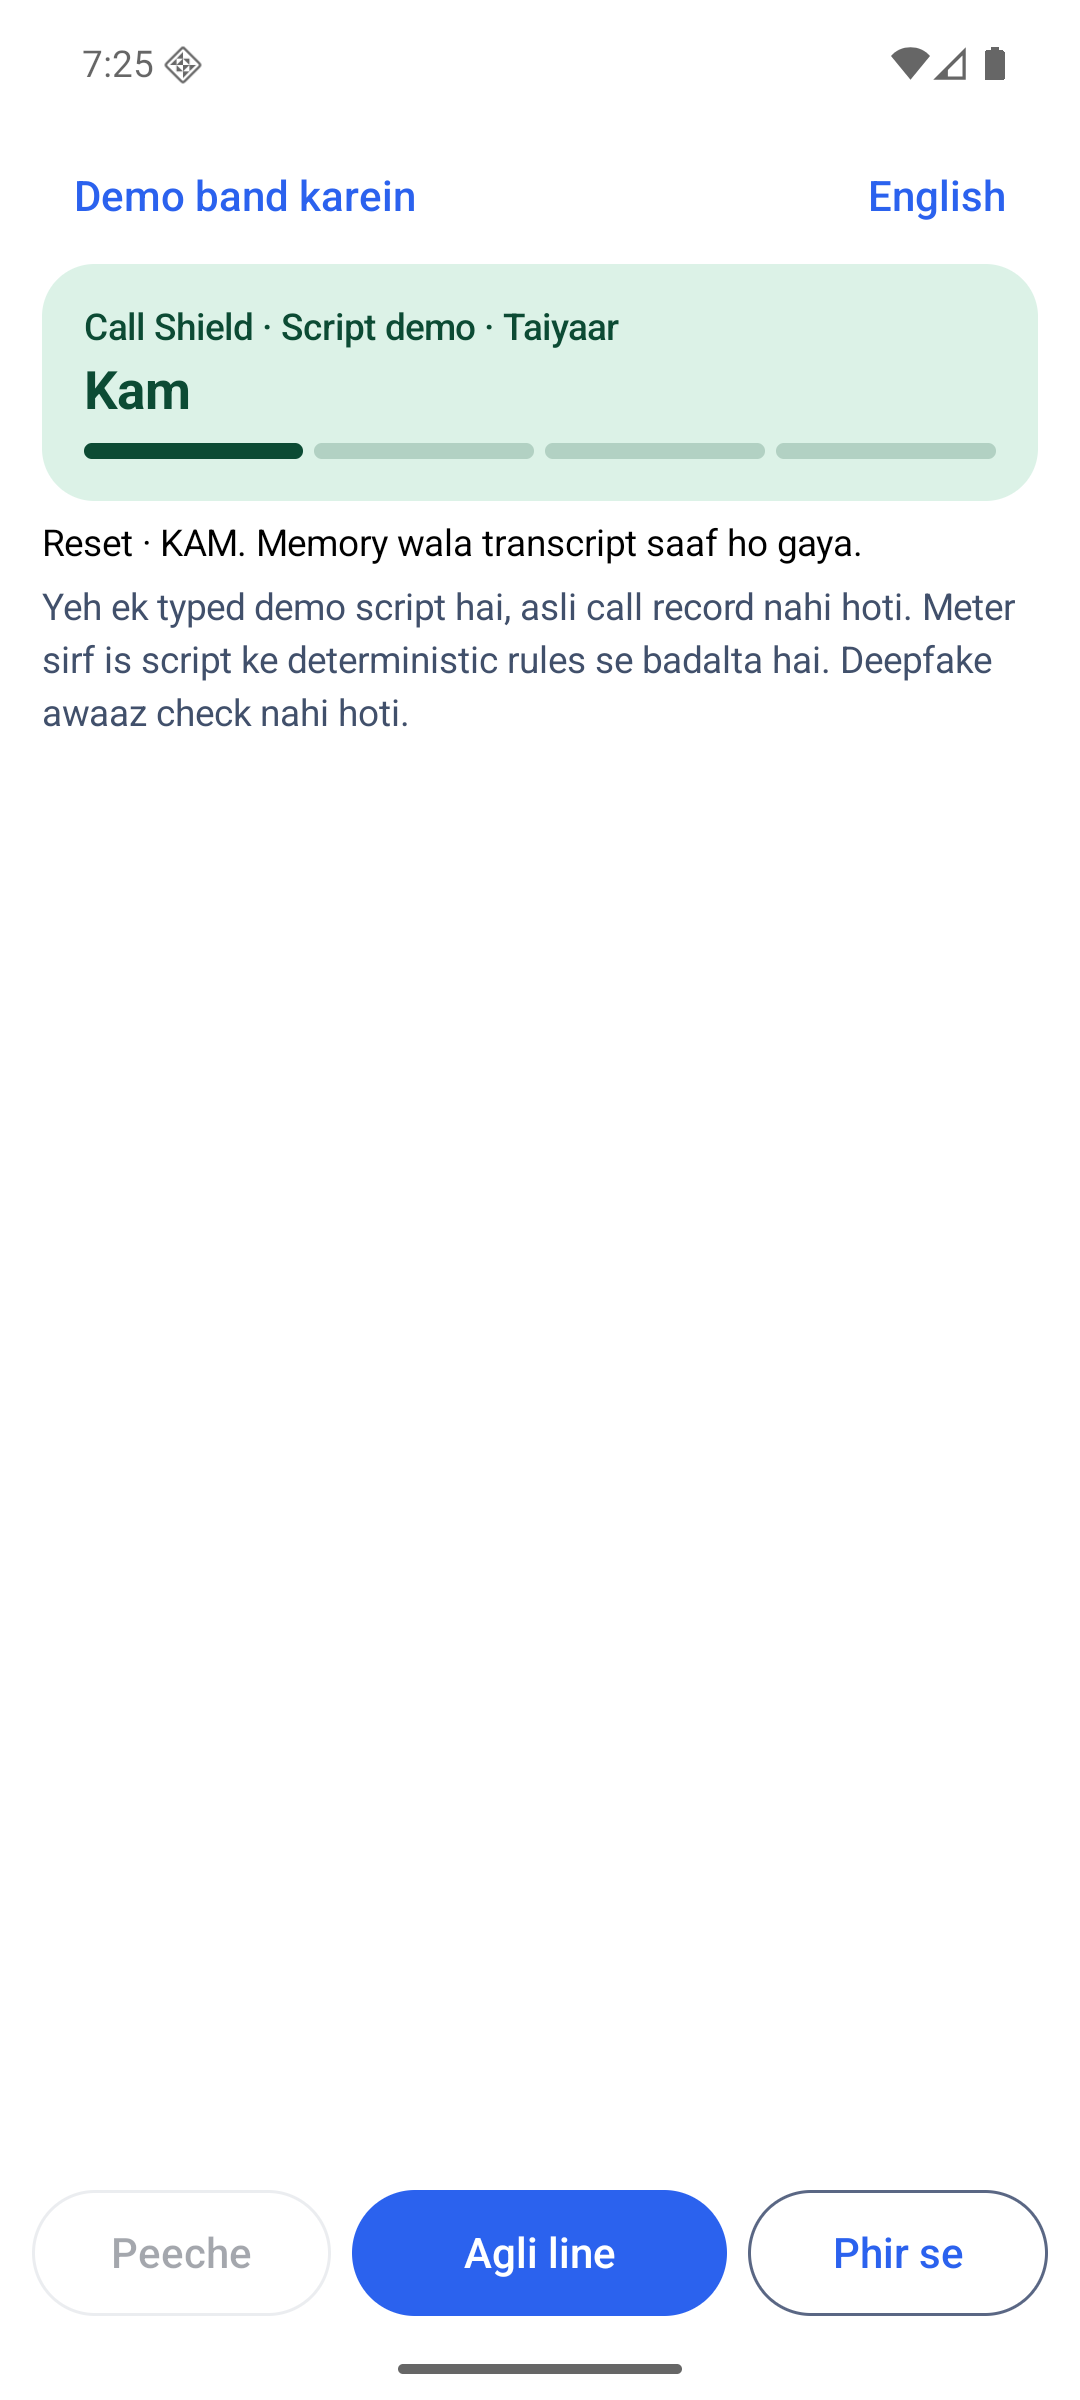 7:25
Demo band karein
English
Call Shield · Script demo · Taiyaar
Kam
Reset · KAM. Memory wala transcript saaf ho gaya.
Yeh ek typed demo script hai, asli call record nahi hoti. Meter
sirf is script ke deterministic rules se badalta hai. Deepfake
awaaz check nahi hoti.
Peeche
Agli line
Phir se